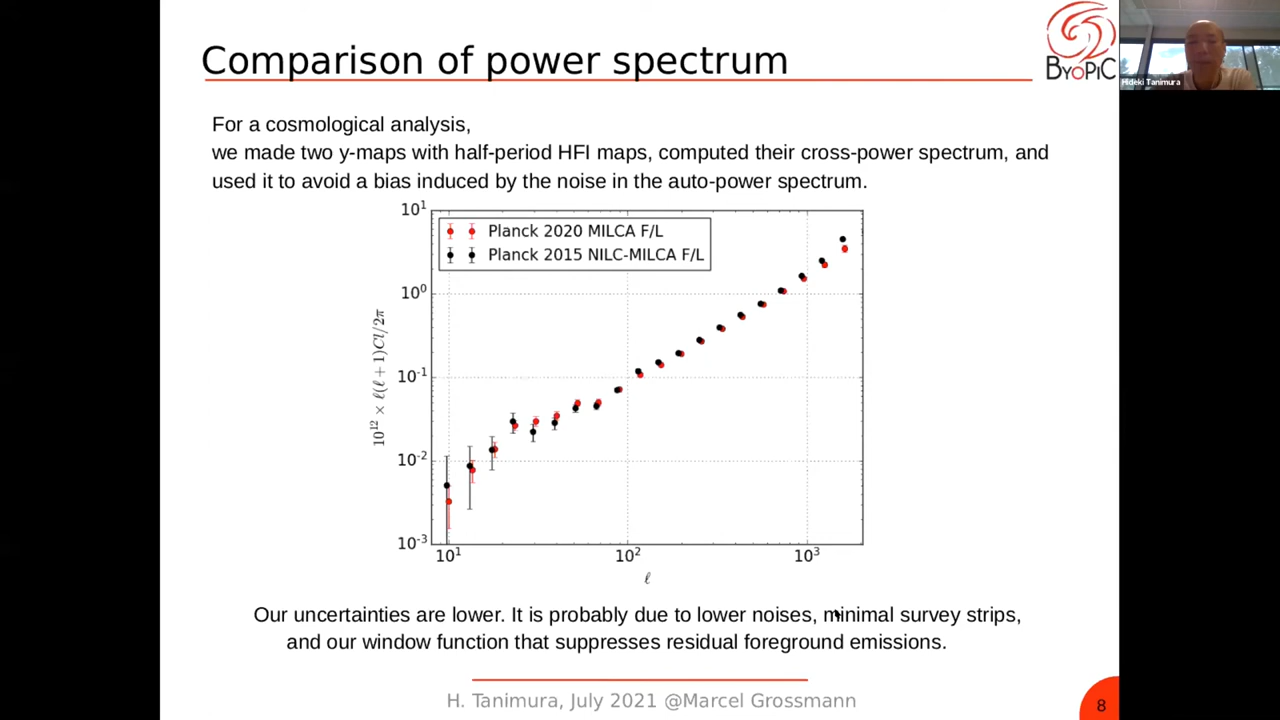 Comparison of power spectrum
BYOPIC
Hideki Tanimura
For a cosmological analysis,
we made two y-maps with half-period HFI maps, computed their cross-power spectrum, and
used it to avoid a bias induced by the noise in the auto-power spectrum.
Planck 2020 MILCA F/L
Planck 2015 NILC-MILCA F/L
10¹
10⁰
10⁻¹
10⁻²
10⁻³
10¹² × ℓ(ℓ + 1)Cl/2π
10¹ 10² 10³
ℓ
Our uncertainties are lower. It is probably due to lower noises, minimal survey strips,
and our window function that suppresses residual foreground emissions.
H. Tanimura, July 2021 @Marcel Grossmann
8